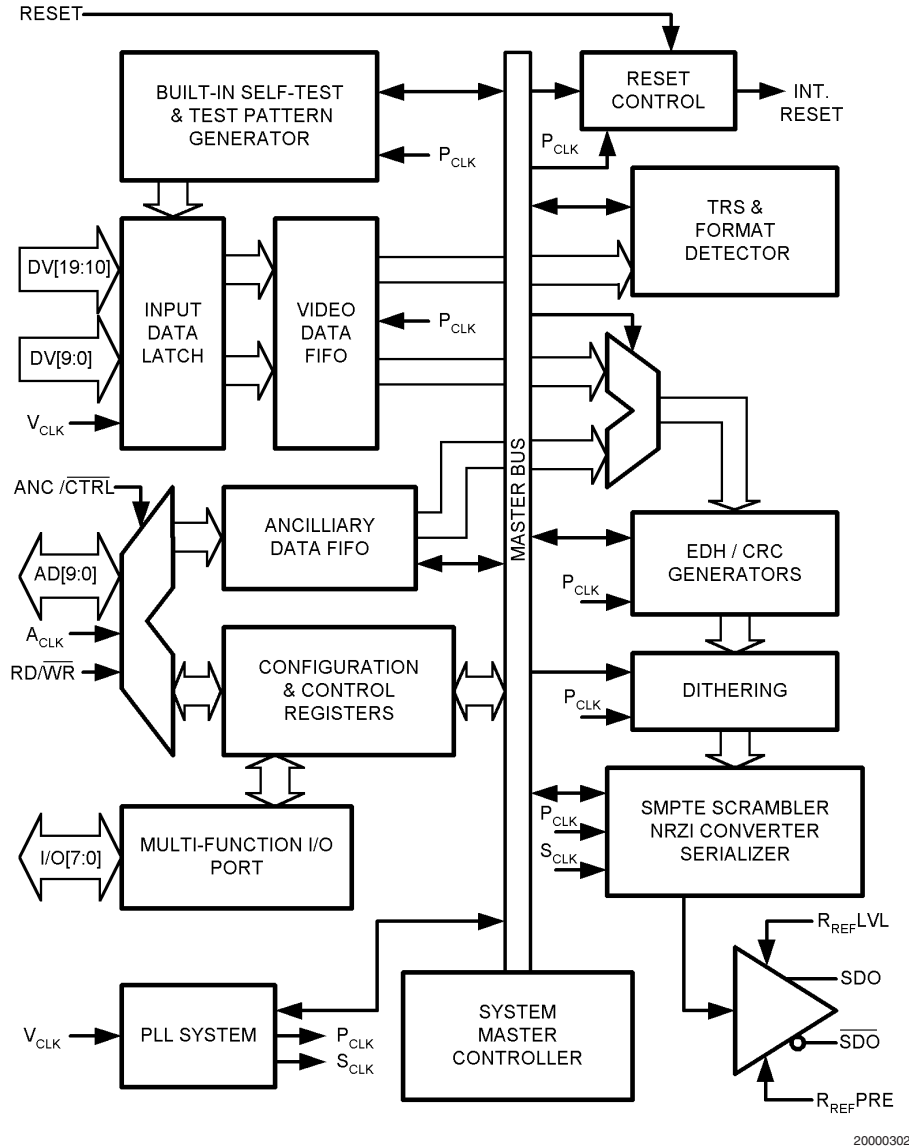 RESET
BUILT-IN SELF-TEST
& TEST PATTERN
GENERATOR
PCLK
RESET
CONTROL
INT.
RESET
PCLK
TRS &
FORMAT
DETECTOR
DV[19:10]
DV[9:0]
VCLK
INPUT
DATA
LATCH
VIDEO
DATA
FIFO
PCLK
MASTER BUS
ANC /CTRL
AD[9:0]
ACLK
RD/WR
ANCILLIARY
DATA FIFO
EDH / CRC
GENERATORS
PCLK
CONFIGURATION
& CONTROL
REGISTERS
DITHERING
PCLK
I/O[7:0]
MULTI-FUNCTION I/O
PORT
SMPTE SCRAMBLER
NRZI CONVERTER
SERIALIZER
PCLK
SCLK
RREFLVL
SDO
SDO
RREFPRE
VCLK
PLL SYSTEM
PCLK
SCLK
SYSTEM
MASTER
CONTROLLER
20000302